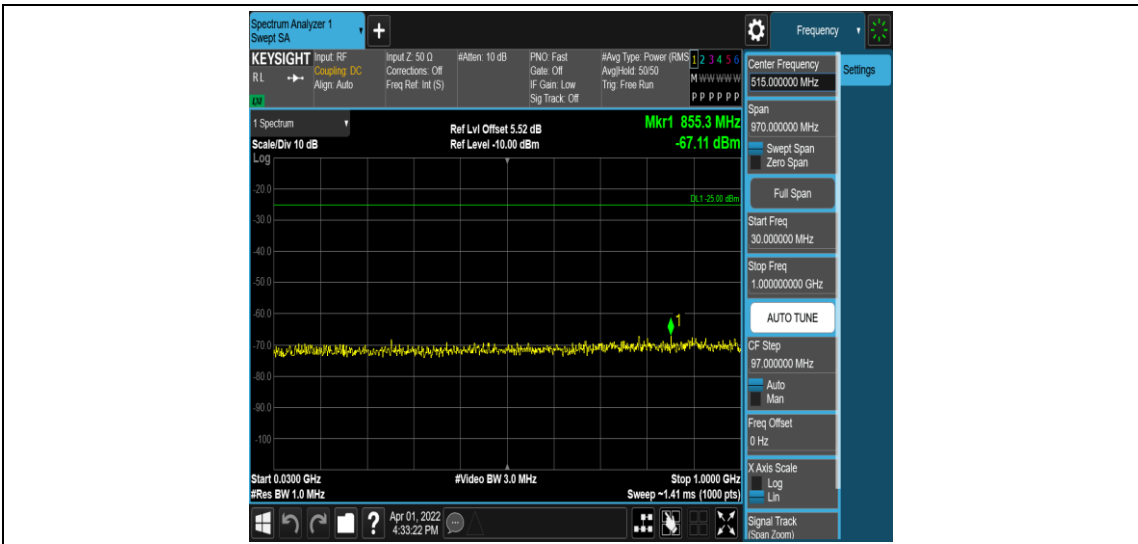 Spectrum Analyzer 1
Swept SA
+
Frequency
KEYSIGHT
RL
LXI
Input: RF
Coupling: DC
Align: Auto
Input Z: 50 Ω
Corrections: Off
Freq Ref: Int (S)
#Atten: 10 dB
PNO: Fast
Gate: Off
IF Gain: Low
Sig Track: Off
#Avg Type: Power (RMS
Avg|Hold: 50/50
Trig: Free Run
1 2 3 4 5 6
M W W W W W
P P P P P P
1 Spectrum
Scale/Div 10 dB
Log
Ref Lvl Offset 5.52 dB
Ref Level -10.00 dBm
Mkr1 855.3 MHz
-67.11 dBm
DL1 -25.00 dBm
-20.0
-30.0
-40.0
-50.0
-60.0
-70.0
-80.0
-90.0
-100
1
Start 0.0300 GHz
#Res BW 1.0 MHz
#Video BW 3.0 MHz
Stop 1.0000 GHz
Sweep ~1.41 ms (1000 pts)
Center Frequency
515.000000 MHz
Settings
Span
970.000000 MHz
Swept Span
Zero Span
Full Span
Start Freq
30.000000 MHz
Stop Freq
1.000000000 GHz
AUTO TUNE
CF Step
97.000000 MHz
Auto
Man
Freq Offset
0 Hz
X Axis Scale
Log
Lin
Signal Track
(Span Zoom)
?
Apr 01, 2022
4:33:22 PM